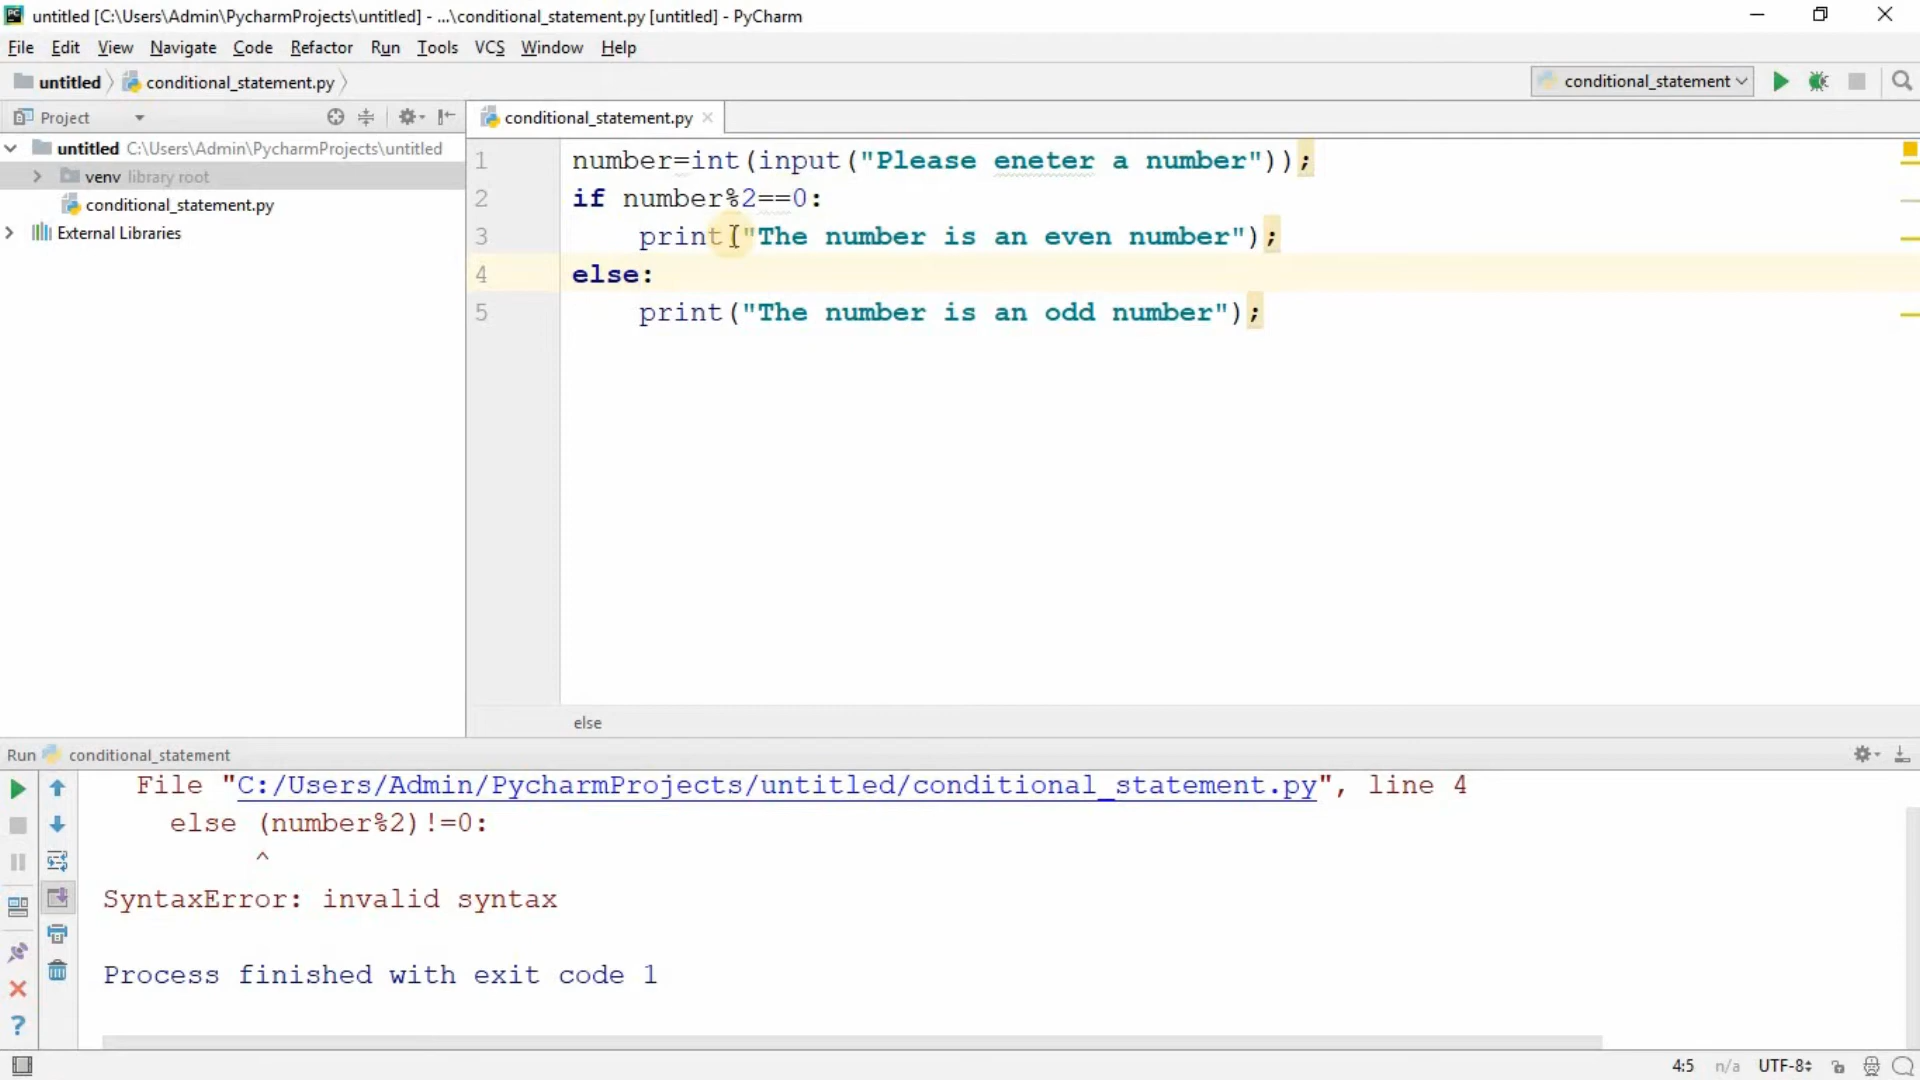 untitled [C:\Users\Admin\PycharmProjects\untitled] - ...\conditional_statement.py [untitled] - PyCharm
File Edit View Navigate Code Refactor Run Tools VCS Window Help
untitled conditional_statement.py conditional_statement
Project conditional_statement.py
untitled C:\Users\Admin\PycharmProjects\untitled
venv library root
conditional_statement.py
External Libraries
1 number=int(input("Please eneter a number"));
2 if number%2==0:
3 print("The number is an even number");
4 else:
5 print("The number is an odd number");
else
Run conditional_statement
File "C:/Users/Admin/PycharmProjects/untitled/conditional_statement.py", line 4
else (number%2)!=0:
^
SyntaxError: invalid syntax
Process finished with exit code 1
4:5 n/a UTF-8